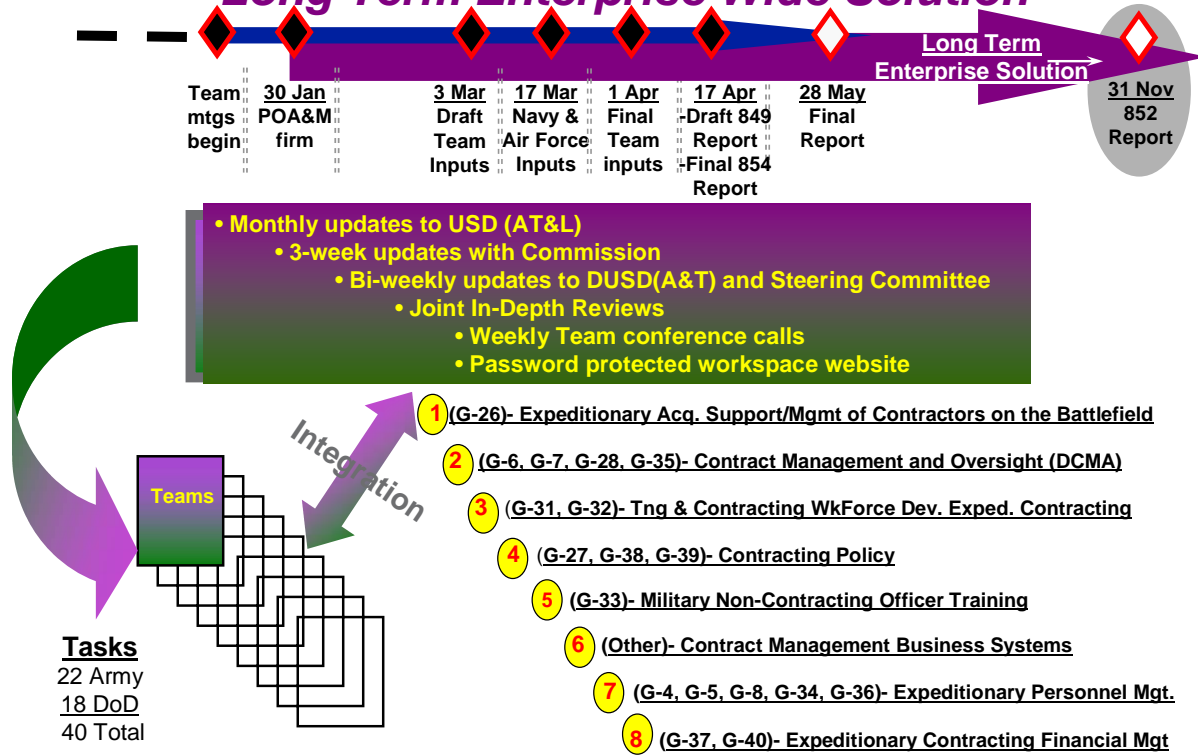 Long Term Enterprise Wide Solution
Long Term
Enterprise Solution
Team
mtgs
begin
30 Jan
POA&M
firm
3 Mar
Draft
Team
Inputs
17 Mar
Navy &
Air Force
Inputs
1 Apr
Final
Team
inputs
17 Apr
-Draft 849
Report
-Final 854
Report
28 May
Final
Report
31 Nov
852
Report
• Monthly updates to USD (AT&L)
• 3-week updates with Commission
• Bi-weekly updates to DUSD(A&T) and Steering Committee
• Joint In-Depth Reviews
• Weekly Team conference calls
• Password protected workspace website
Integration
Teams
Tasks
22 Army
18 DoD
40 Total
1 (G-26)- Expeditionary Acq. Support/Mgmt of Contractors on the Battlefield
2 (G-6, G-7, G-28, G-35)- Contract Management and Oversight (DCMA)
3 (G-31, G-32)- Tng & Contracting WkForce Dev. Exped. Contracting
4 (G-27, G-38, G-39)- Contracting Policy
5 (G-33)- Military Non-Contracting Officer Training
6 (Other)- Contract Management Business Systems
7 (G-4, G-5, G-8, G-34, G-36)- Expeditionary Personnel Mgt.
8 (G-37, G-40)- Expeditionary Contracting Financial Mgt